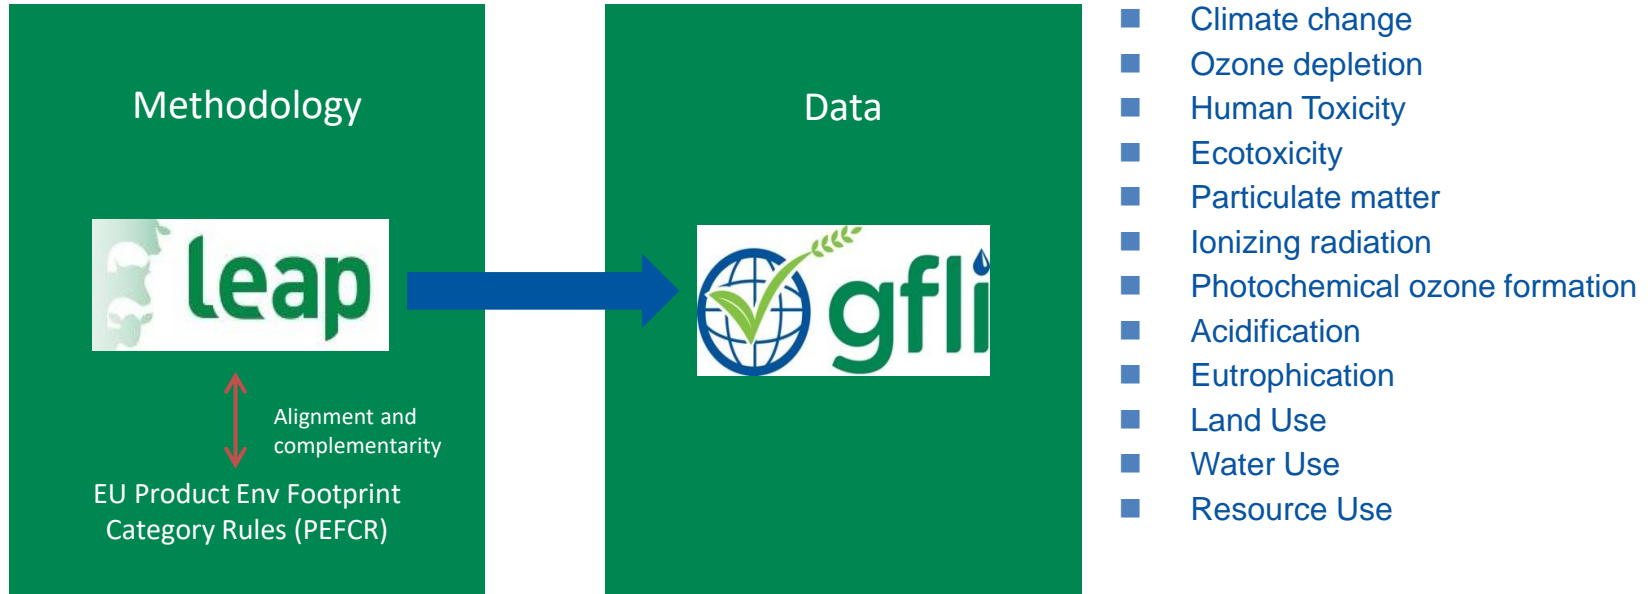 Methodology
leap
Alignment and
complementarity
EU Product Env Footprint
Category Rules (PEFCR)
Data
gfli
Climate change
Ozone depletion
Human Toxicity
Ecotoxicity
Particulate matter
Ionizing radiation
Photochemical ozone formation
Acidification
Eutrophication
Land Use
Water Use
Resource Use